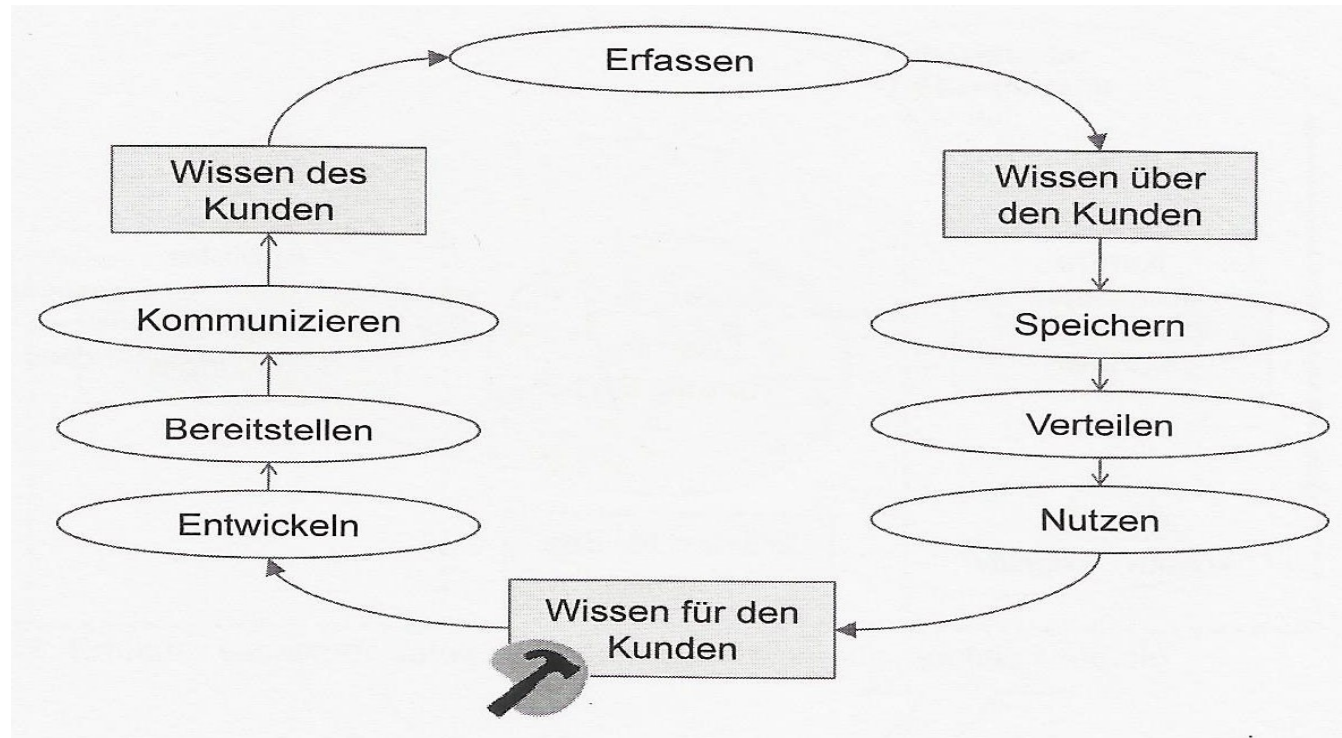 Erfassen
Wissen des
Kunden
Wissen über
den Kunden
Kommunizieren
Speichern
Bereitstellen
Verteilen
Entwickeln
Nutzen
Wissen für den
Kunden